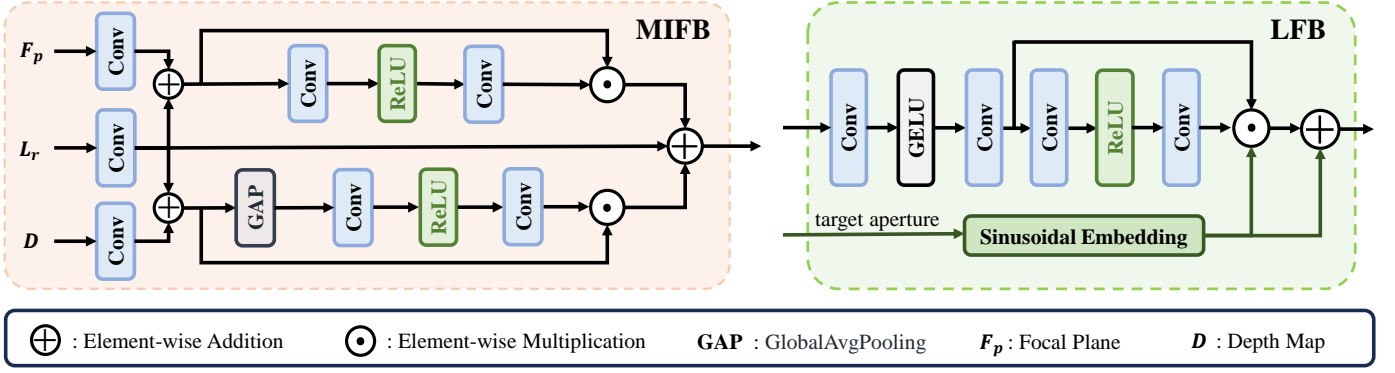 MIFB
F_p
Conv
Conv
ReLU
Conv
L_r
Conv
D
Conv
GAP
Conv
ReLU
Conv
LFB
Conv
GELU
Conv
Conv
ReLU
Conv
target aperture
Sinusoidal Embedding
: Element-wise Addition
: Element-wise Multiplication
GAP : GlobalAvgPooling
F_p : Focal Plane
D : Depth Map